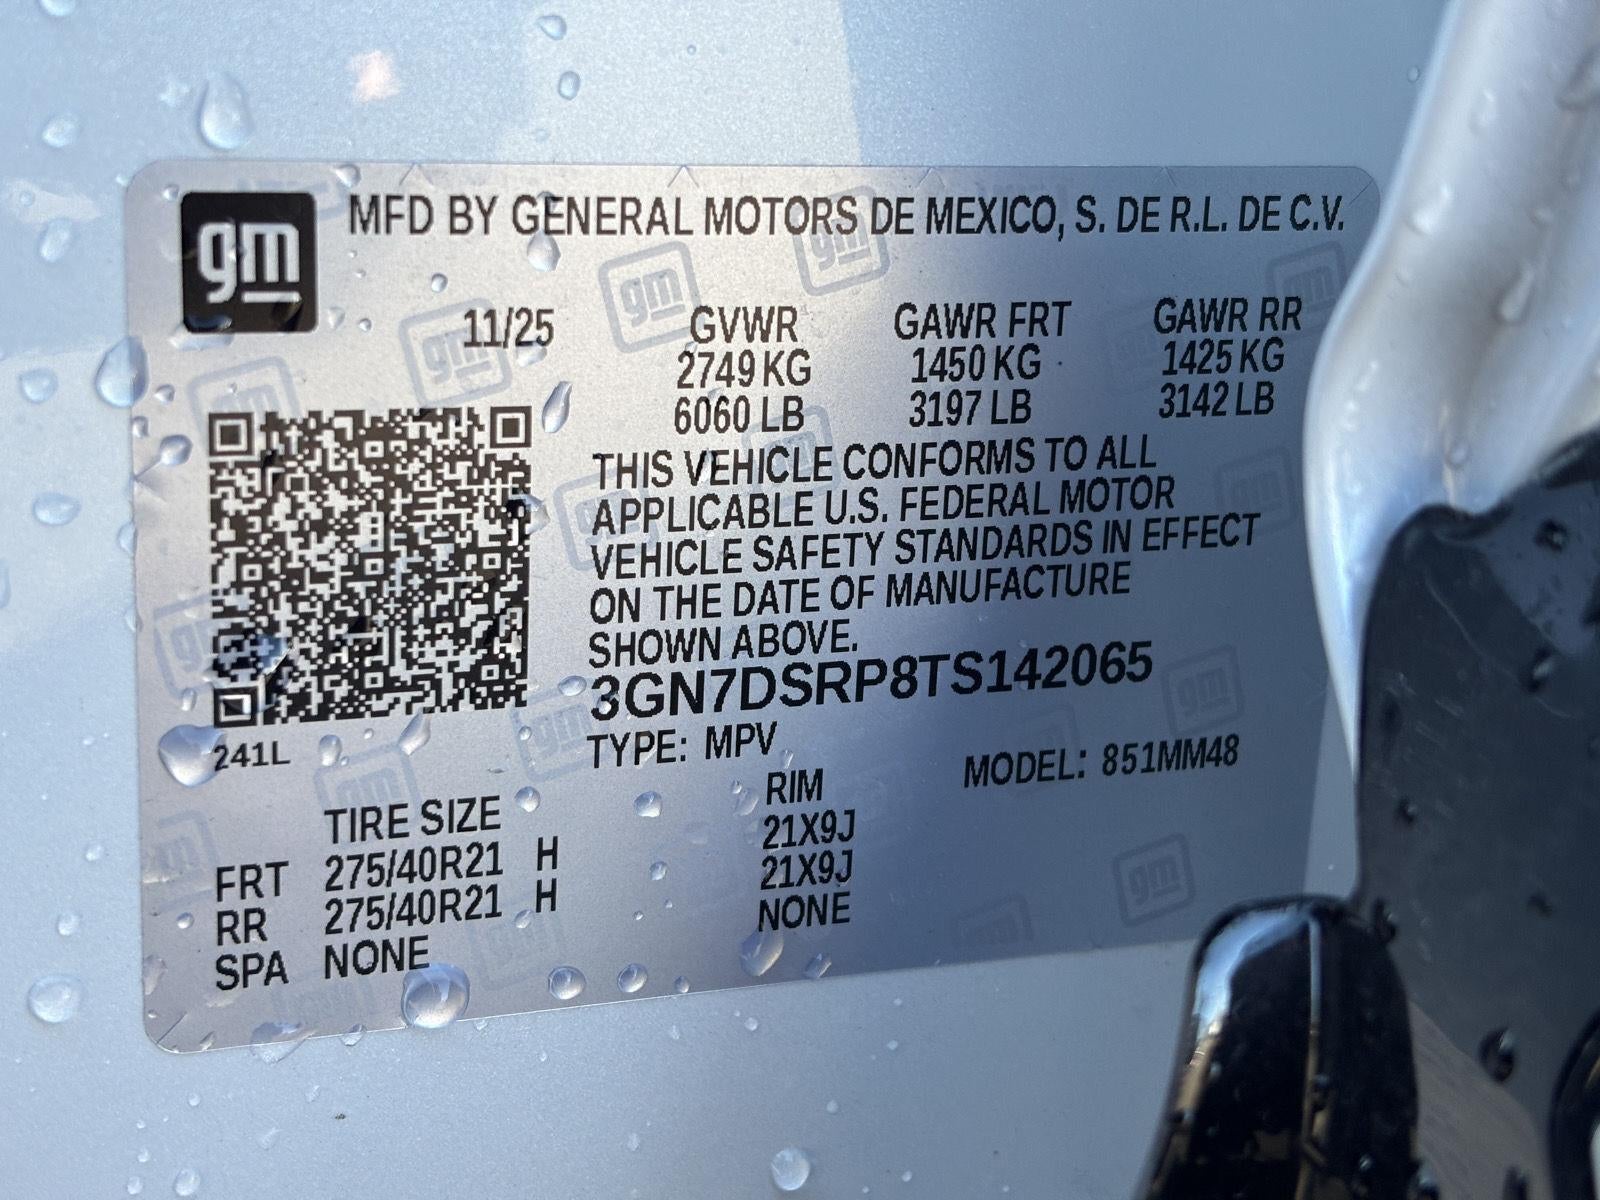 gm MFD BY GENERAL MOTORS DE MEXICO, S. DE R.L. DE C.V.
11/25 GVWR GAWR FRT GAWR RR
2749 KG 1450 KG 1425 KG
6060 LB 3197 LB 3142 LB
THIS VEHICLE CONFORMS TO ALL
APPLICABLE U.S. FEDERAL MOTOR
VEHICLE SAFETY STANDARDS IN EFFECT
ON THE DATE OF MANUFACTURE
SHOWN ABOVE.
3GN7DSRP8TS142065
241L TYPE: MPV MODEL: 851MM48
TIRE SIZE RIM
FRT 275/40R21 H 21X9J
RR 275/40R21 H 21X9J
SPA NONE NONE